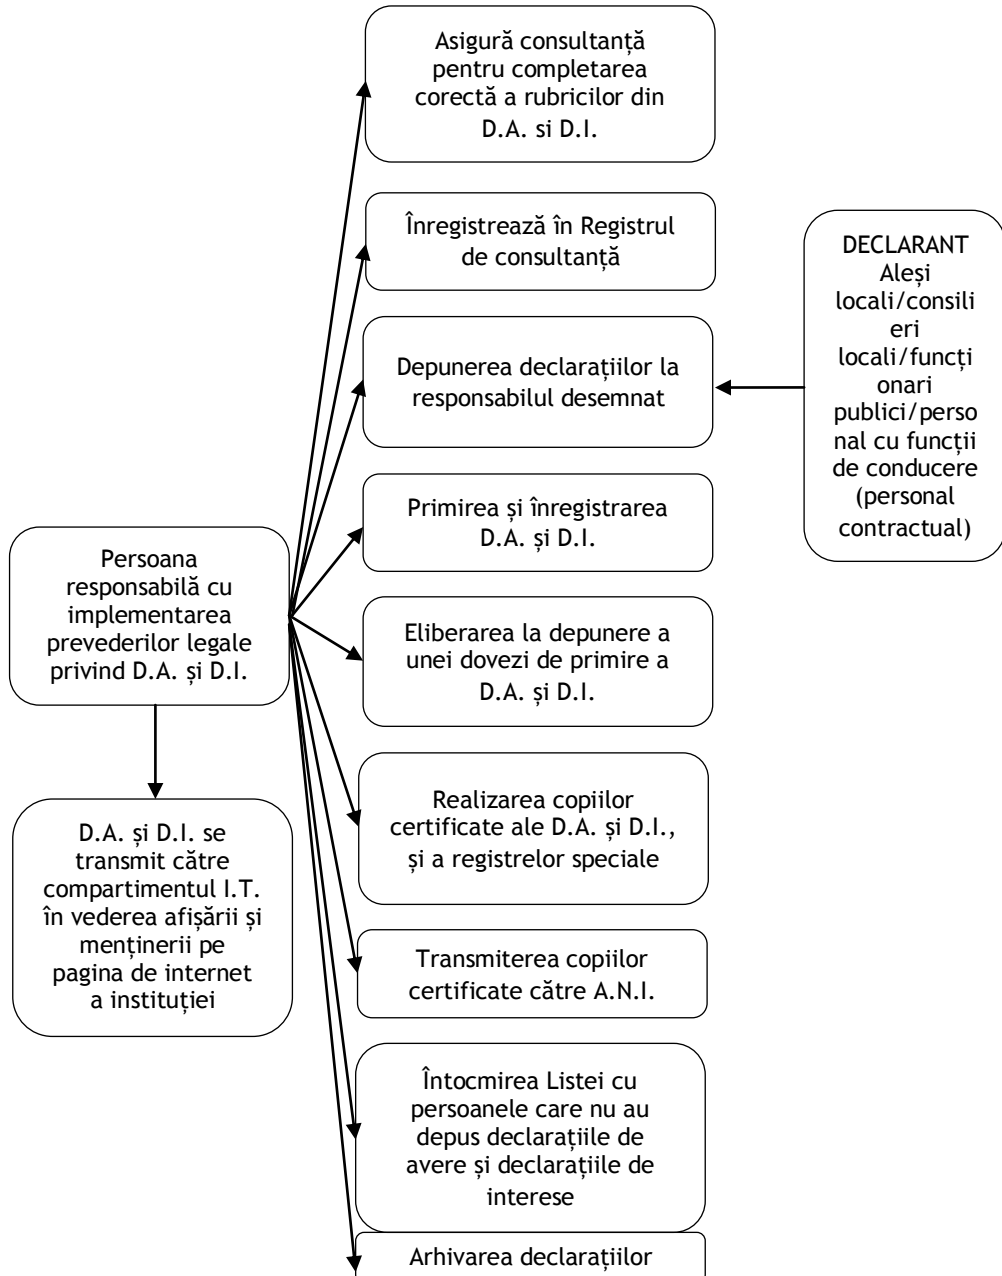 Asigură consultanță
pentru completarea
corectă a rubricilor din
D.A. si D.I.
Înregistrează în Registrul
de consultanță
Depunerea declarațiilor la
responsabilul desemnat
DECLARANT
Aleși
locali/consili
eri
locali/funcți
onari
publici/perso
nal cu funcții
de conducere
(personal
contractual)
Primirea și înregistrarea
D.A. și D.I.
Persoana
responsabilă cu
implementarea
prevederilor legale
privind D.A. și D.I.
Eliberarea la depunere a
unei dovezi de primire a
D.A. și D.I.
Realizarea copiilor
certificate ale D.A. și D.I.,
și a registrelor speciale
D.A. și D.I. se
transmit către
compartimentul I.T.
în vederea afișării și
menținerii pe
pagina de internet
a instituției
Transmiterea copiilor
certificate către A.N.I.
Întocmirea Listei cu
persoanele care nu au
depus declarațiile de
avere și declarațiile de
interese
Arhivarea declarațiilor